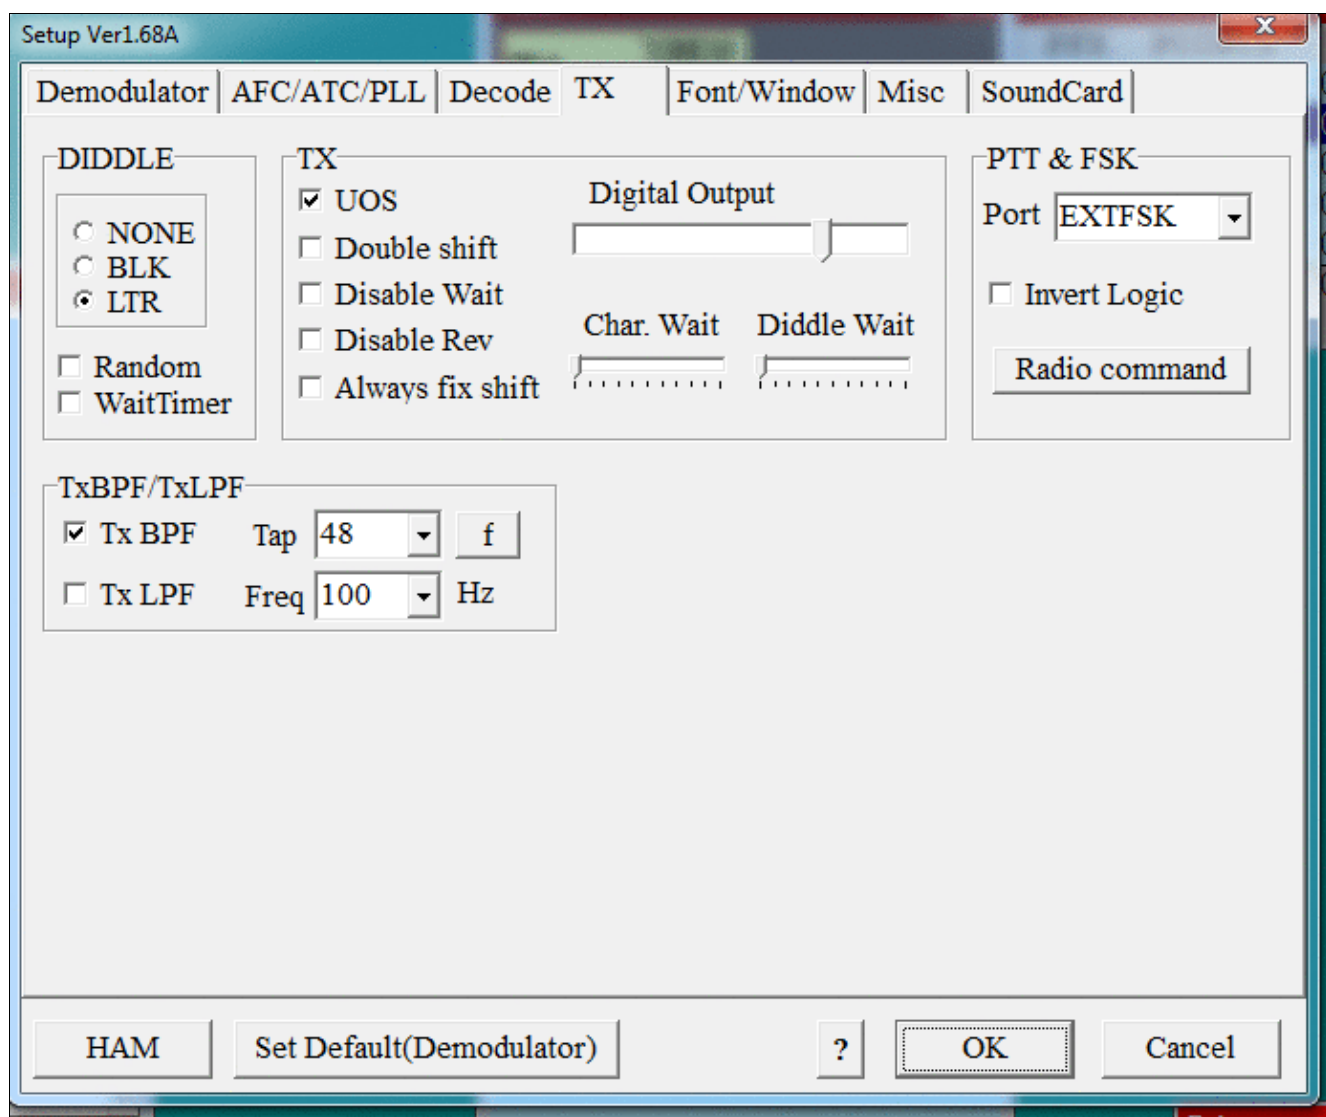 Setup Ver1.68A
x
Demodulator AFC/ATC/PLL Decode TX Font/Window Misc SoundCard
DIDDLE
NONE
BLK
LTR
Random
WaitTimer
TX
UOS
Double shift
Disable Wait
Disable Rev
Always fix shift
Digital Output
Char. Wait Diddle Wait
PTT & FSK
Port EXTFSK
Invert Logic
Radio command
TxBPF/TxLPF
Tx BPF Tap 48 f
Tx LPF Freq 100 Hz
HAM Set Default(Demodulator) ? OK Cancel